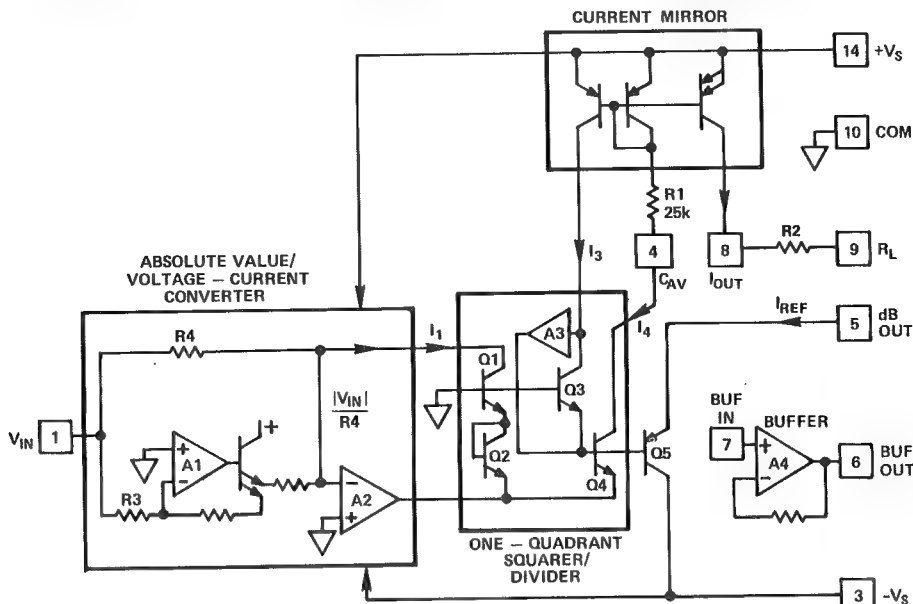 CURRENT MIRROR
14
+VS
10
COM
R1
25k
4
CAV
8
IOUT
R2
9
RL
I3
I4
ABSOLUTE VALUE/
VOLTAGE – CURRENT
CONVERTER
R4
I1
|VIN|
R4
VIN
1
+
A1
–
R3
–
A2
+
+
Q1
Q2
A3
Q3
Q4
Q5
IREF
5
dB
OUT
BUF
IN
7
BUFFER
+
A4
–
6
BUF
OUT
ONE – QUADRANT
SQUARER/
DIVIDER
3
-VS